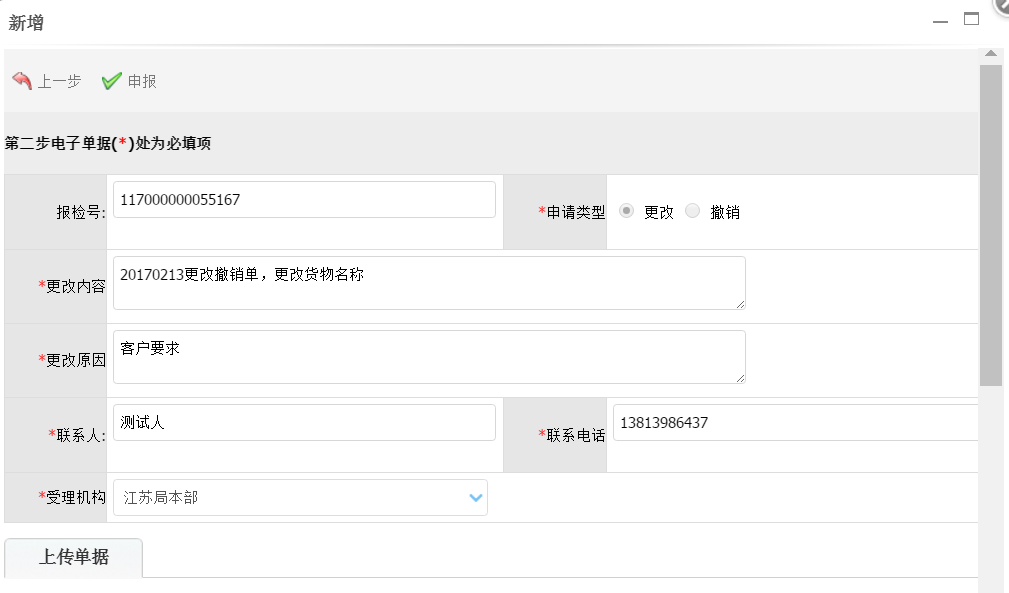 新增
上一步 申报
第二步电子单据(*)处为必填项
报检号: 117000000055167 *申请类型 更改 撤销
*更改内容 20170213更改撤销单，更改货物名称
*更改原因 客户要求
*联系人: 测试人 *联系电话 13813986437
*受理机构 江苏局本部
上传单据